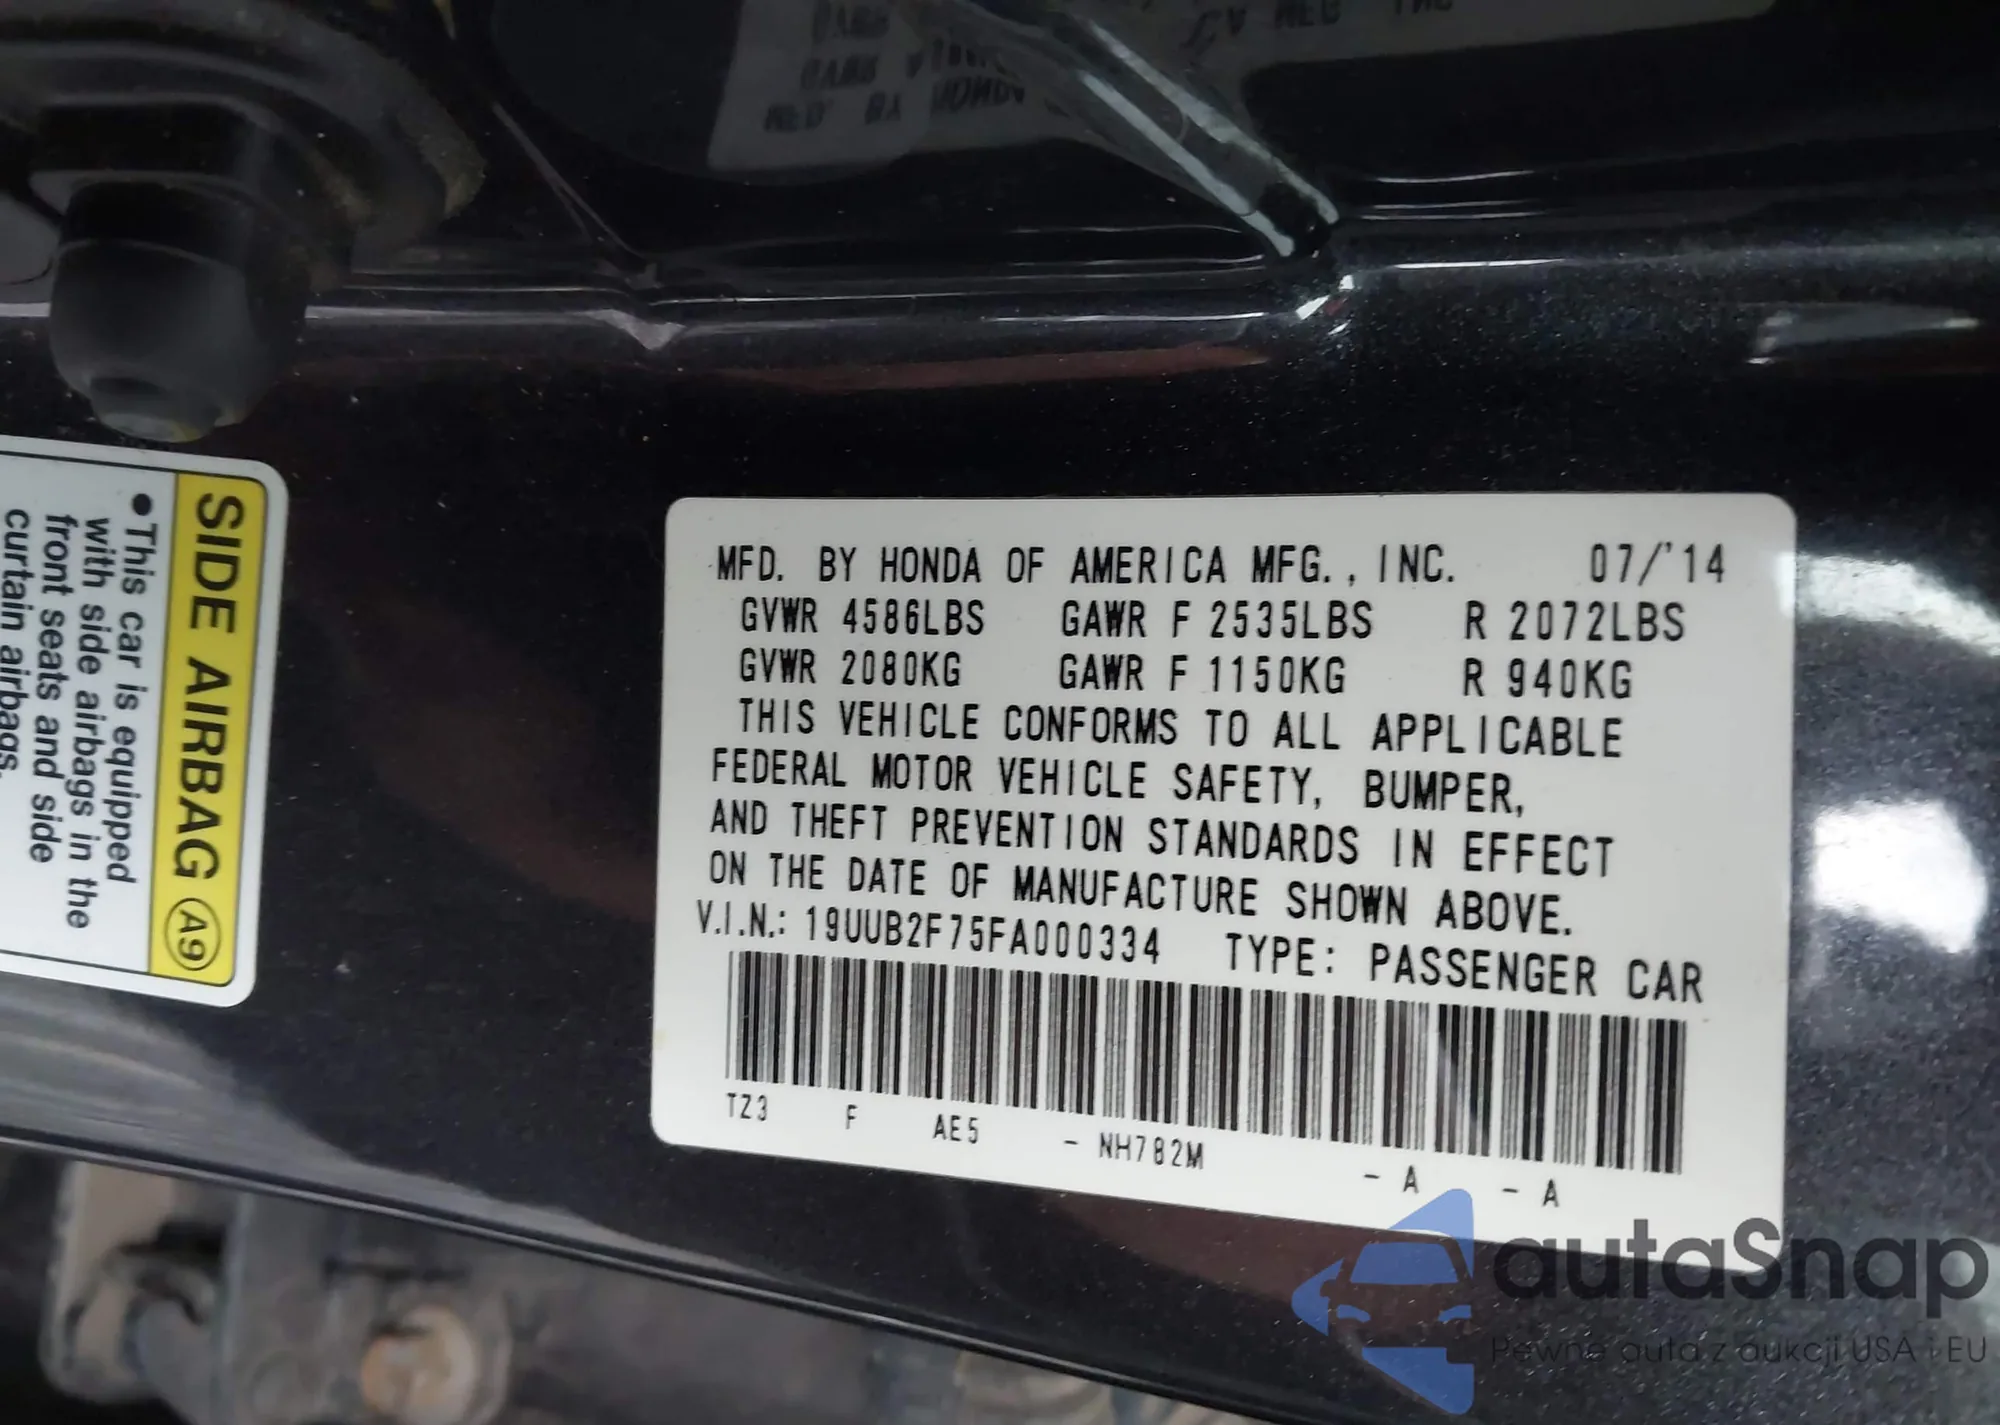 MFD. BY HONDA OF AMERICA MFG., INC. 07/'14
GVWR 4586LBS GAWR F 2535LBS R 2072LBS
GVWR 2080KG GAWR F 1150KG R 940KG
THIS VEHICLE CONFORMS TO ALL APPLICABLE
FEDERAL MOTOR VEHICLE SAFETY, BUMPER,
AND THEFT PREVENTION STANDARDS IN EFFECT
ON THE DATE OF MANUFACTURE SHOWN ABOVE.
V.I.N.: 19UUB2F75FA000334 TYPE: PASSENGER CAR
TZ3 F AE5 - NH782M - A - A
SIDE AIRBAG A9
•This car is equipped
with side airbags in the
front seats and side
curtain airbags.
autaSnap
Pewne auta z aukcji USA i EU